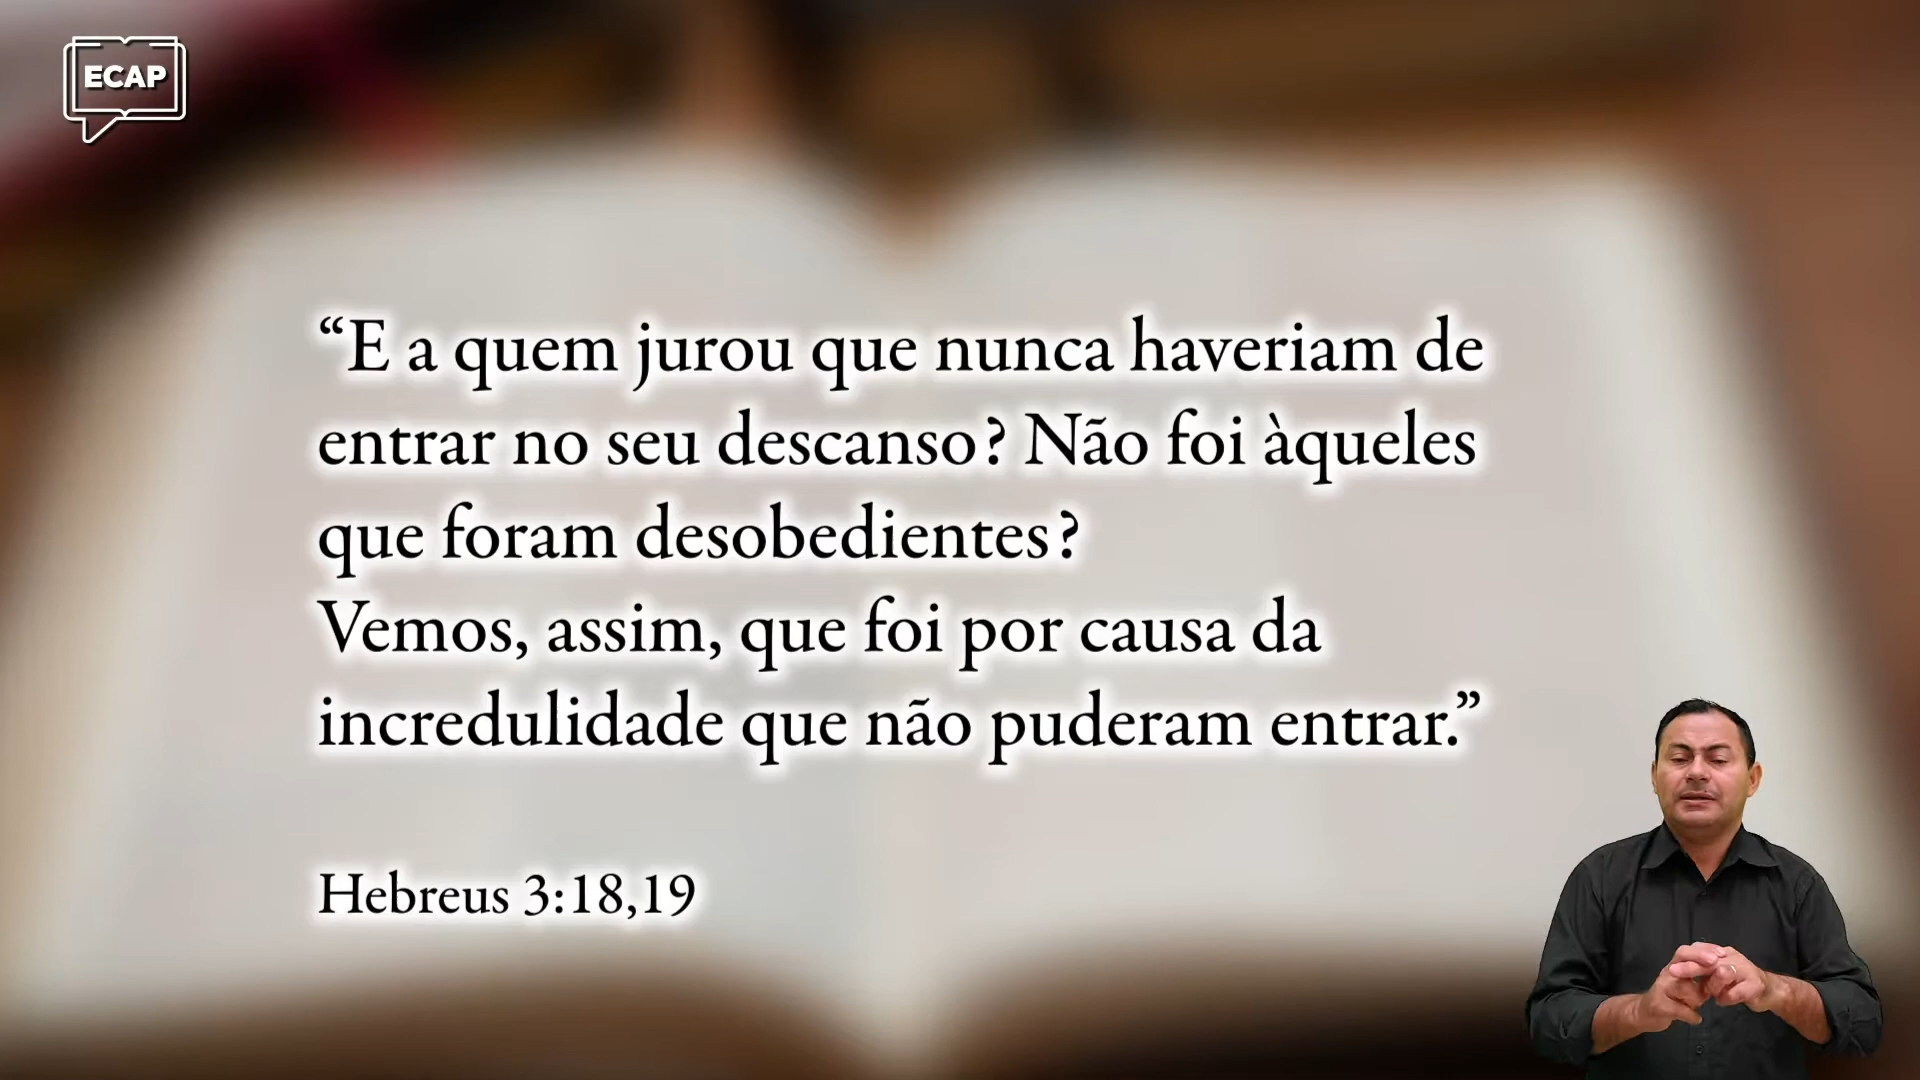 ECAP
“E a quem jurou que nunca haveriam de
entrar no seu descanso? Não foi àqueles
que foram desobedientes?
Vemos, assim, que foi por causa da
incredulidade que não puderam entrar.”
Hebreus 3:18,19